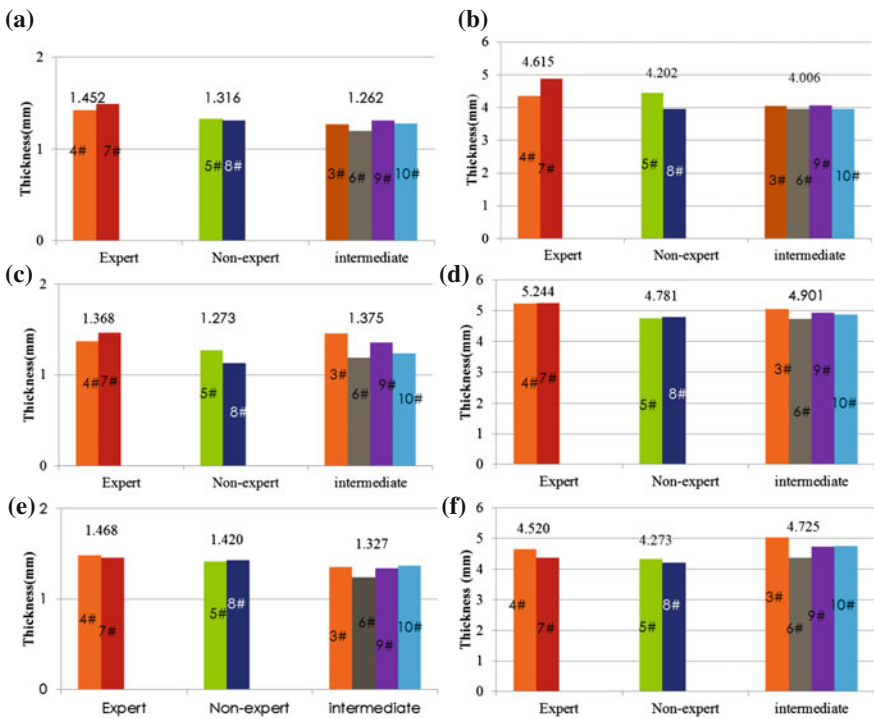 (a)
Thickness(mm)
2
1
0
1.452
1.316
1.262
4# 7# 5# 8# 3# 6# 9# 10#
Expert Non-expert intermediate
(b)
Thickness(mm)
6
5
4
3
2
1
0
4.615
4.202
4.006
4# 7# 5# 8# 3# 6# 9# 10#
Expert Non-expert intermediate
(c)
Thickness(mm)
2
1
0
1.368
1.273
1.375
4# 7# 5# 8# 3# 6# 9# 10#
Expert Non-expert intermediate
(d)
Thickness(mm)
6
5
4
3
2
1
0
5.244
4.781
4.901
4# 7# 5# 8# 3# 6# 9# 10#
Expert Non-expert intermediate
(e)
Thickness(mm)
2
1
0
1.468
1.420
1.327
4# 7# 5# 8# 3# 6# 9# 10#
Expert Non-expert intermediate
(f)
Thickness (mm)
6
5
4
3
2
1
0
4.520
4.273
4.725
4# 7# 5# 8# 3# 6# 9# 10#
Expert Non-expert intermediate